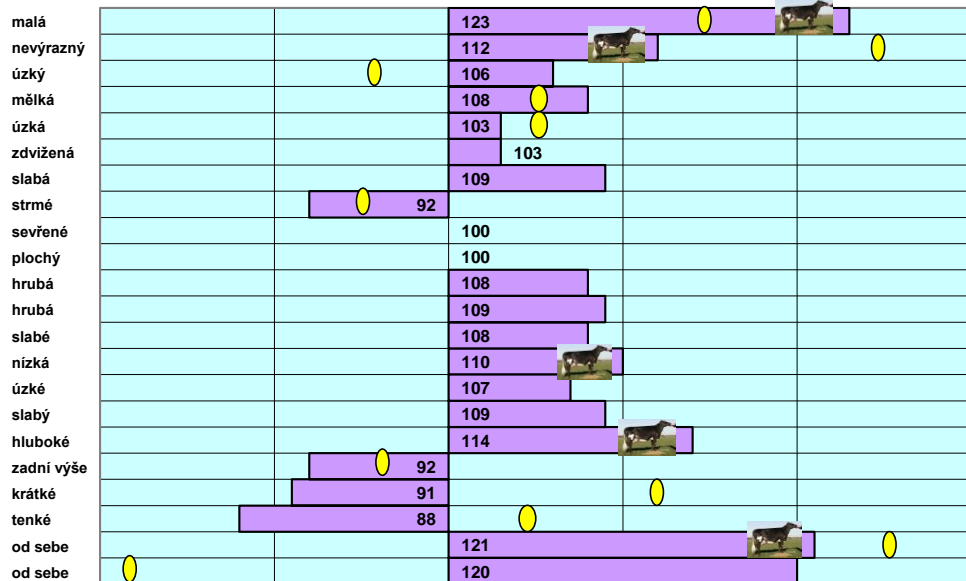 malá 123
nevýrazný 112
úzký 106
mělká 108
úzká 103
zdvižená 103
slabá 109
strmé 92
sevřené 100
plochý 100
hrubá 108
hrubá 109
slabé 108
nízká 110
úzké 107
slabý 109
hluboké 114
zadní výše 92
krátké 91
tenké 88
od sebe 121
od sebe 120